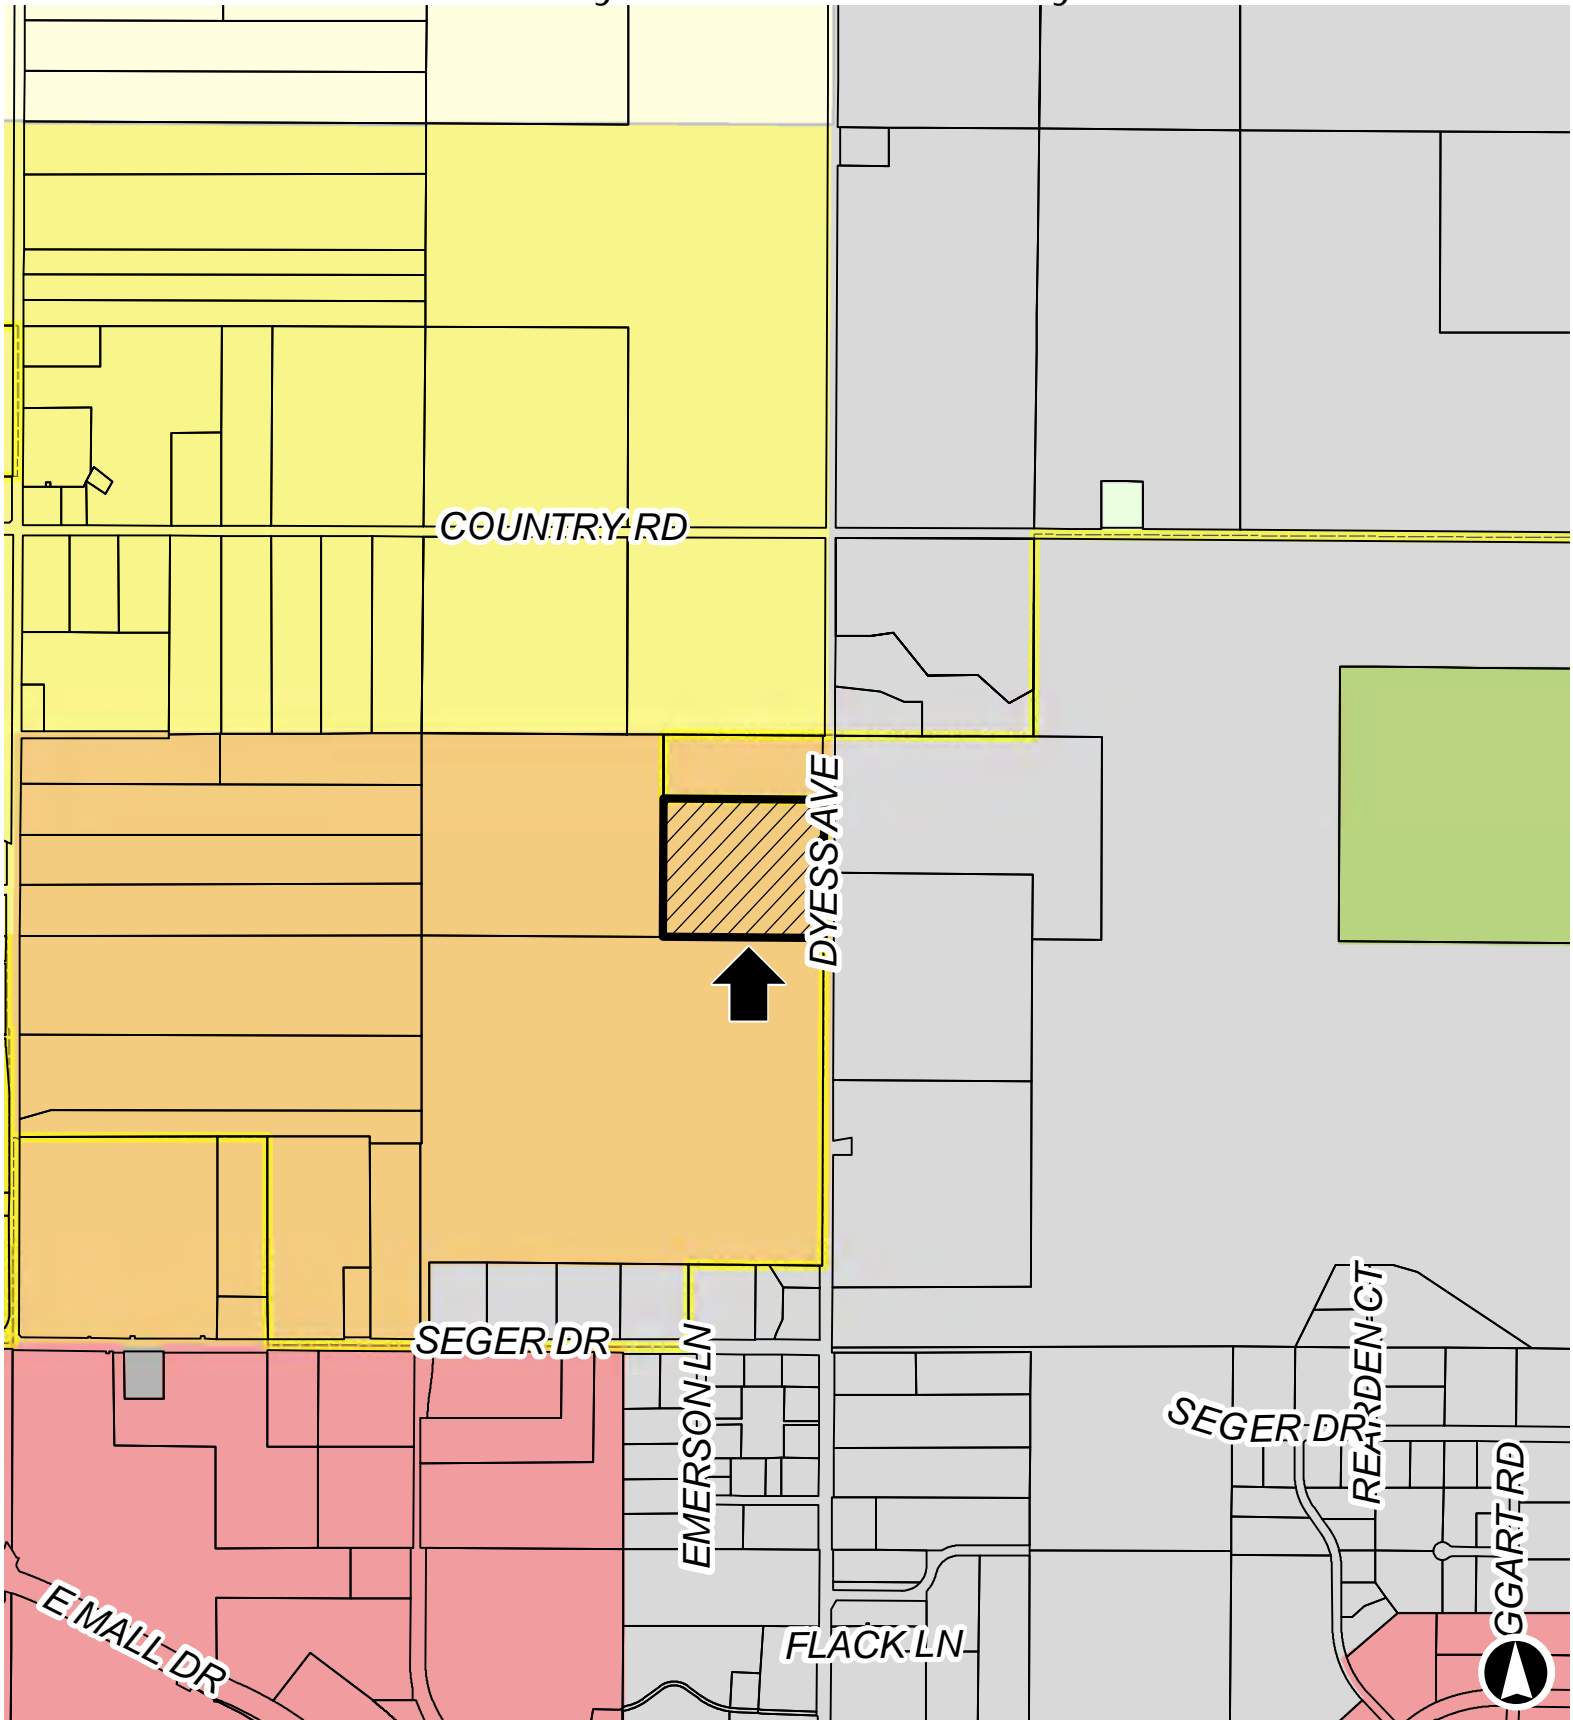 COUNTRY RD
DYESS AVE
SEGER DR
EMERSON LN
REARDEN CT
SEGER DR
GGART RD
E MALL DR
FLACK LN